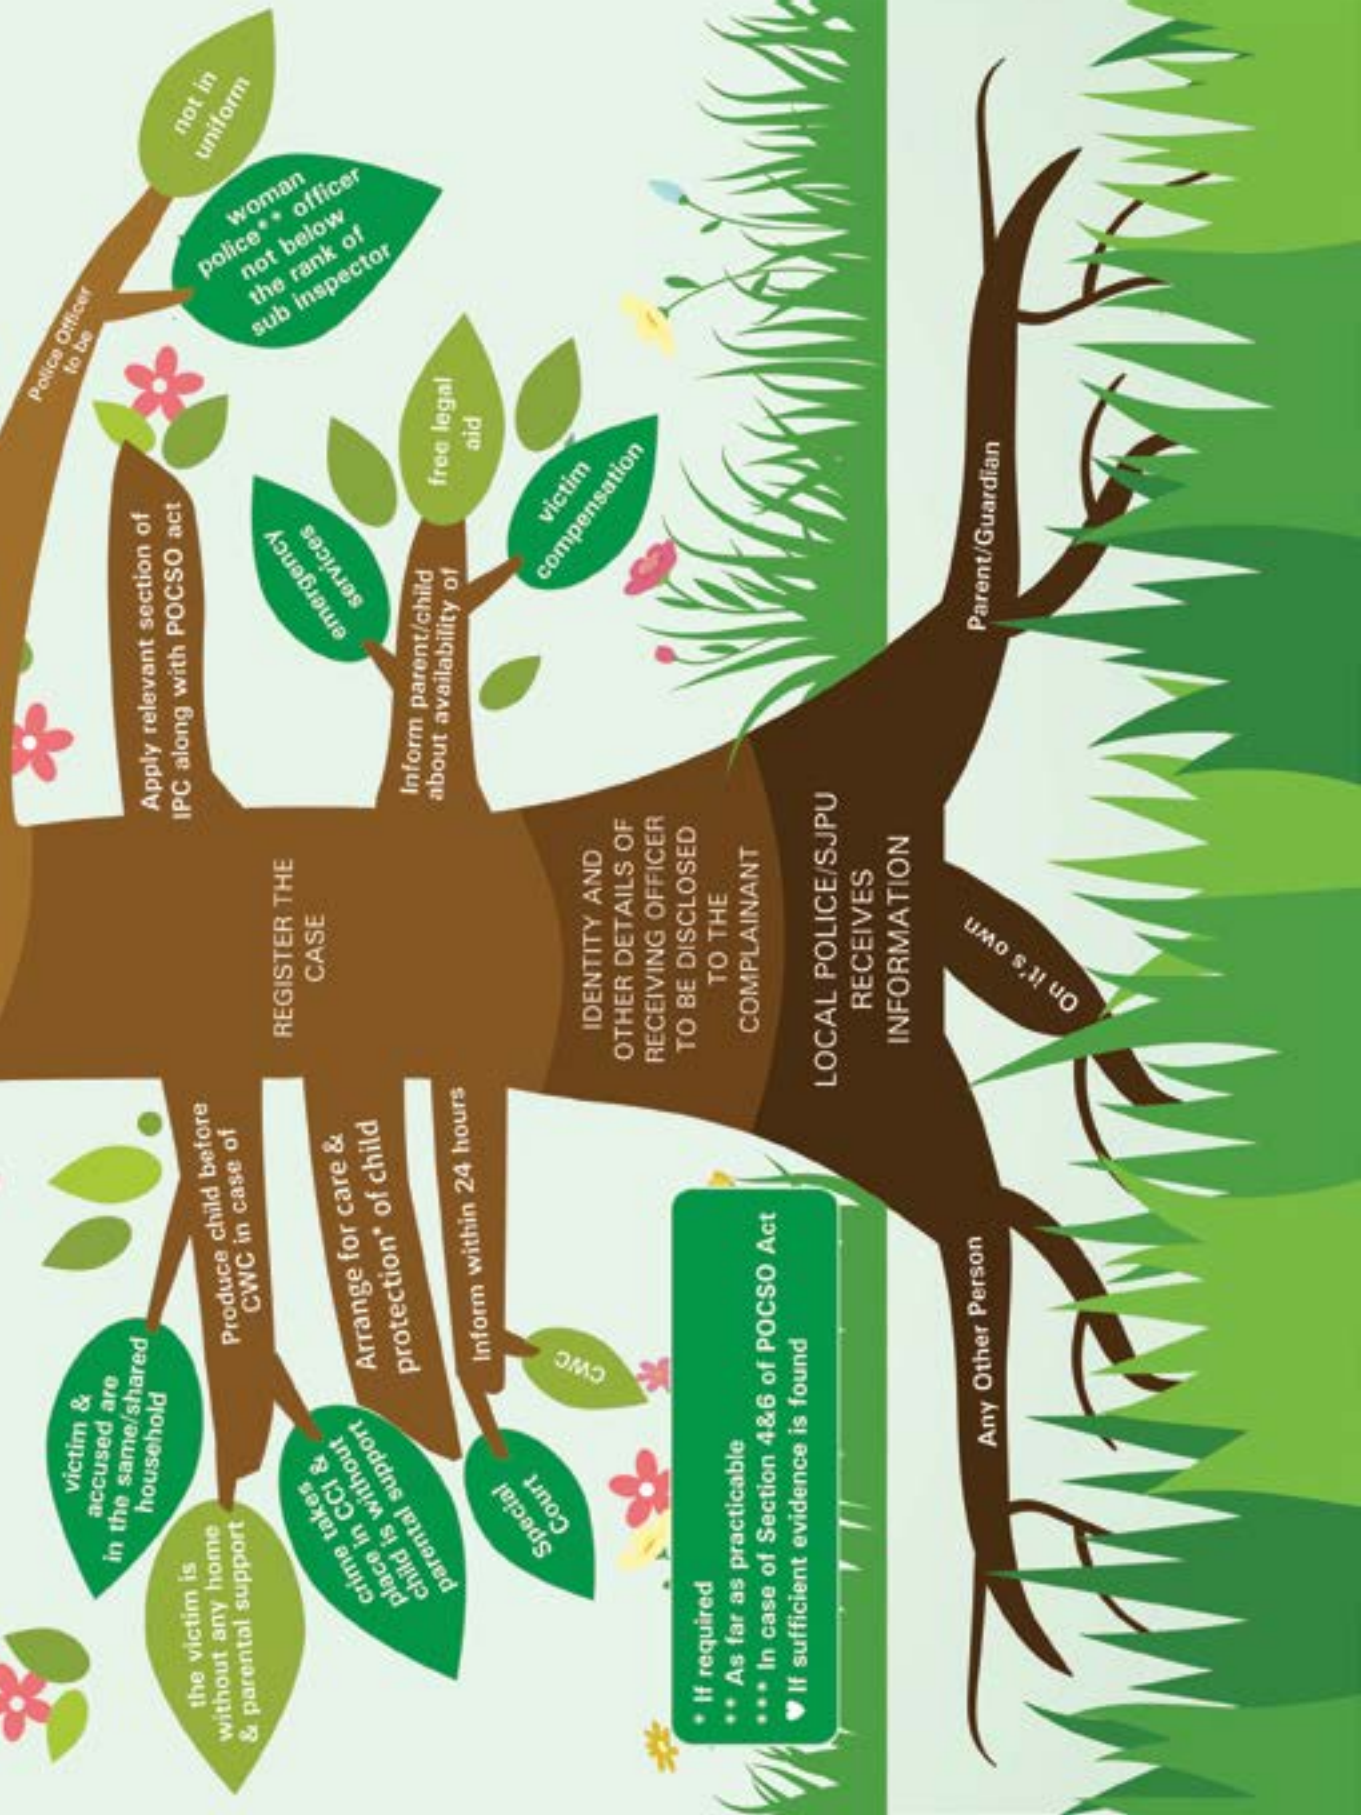 Police Officer
to be
not in
uniform
woman
police** officer
not below
the rank of
sub inspector
Apply relevant section of
IPC along with POCSO act
emergency
services
free legal
aid
victim
compensation
Inform parent/child
about availability of
REGISTER THE
CASE
victim &
accused are
in the same/shared
household
Produce child before
CWC in case of
the victim is
without any home
& parental support
crime takes
place in CCI &
child is without
parental support
Arrange for care &
protection* of child
Inform within 24 hours
Special
Court
CWC
IDENTITY AND
OTHER DETAILS OF
RECEIVING OFFICER
TO BE DISCLOSED
TO THE
COMPLAINANT
LOCAL POLICE/SJPU
RECEIVES
INFORMATION
* If required
** As far as practicable
*** In case of Section 4&6 of POCSO Act
♥ If sufficient evidence is found
Any Other Person
On it's own
Parent/Guardian